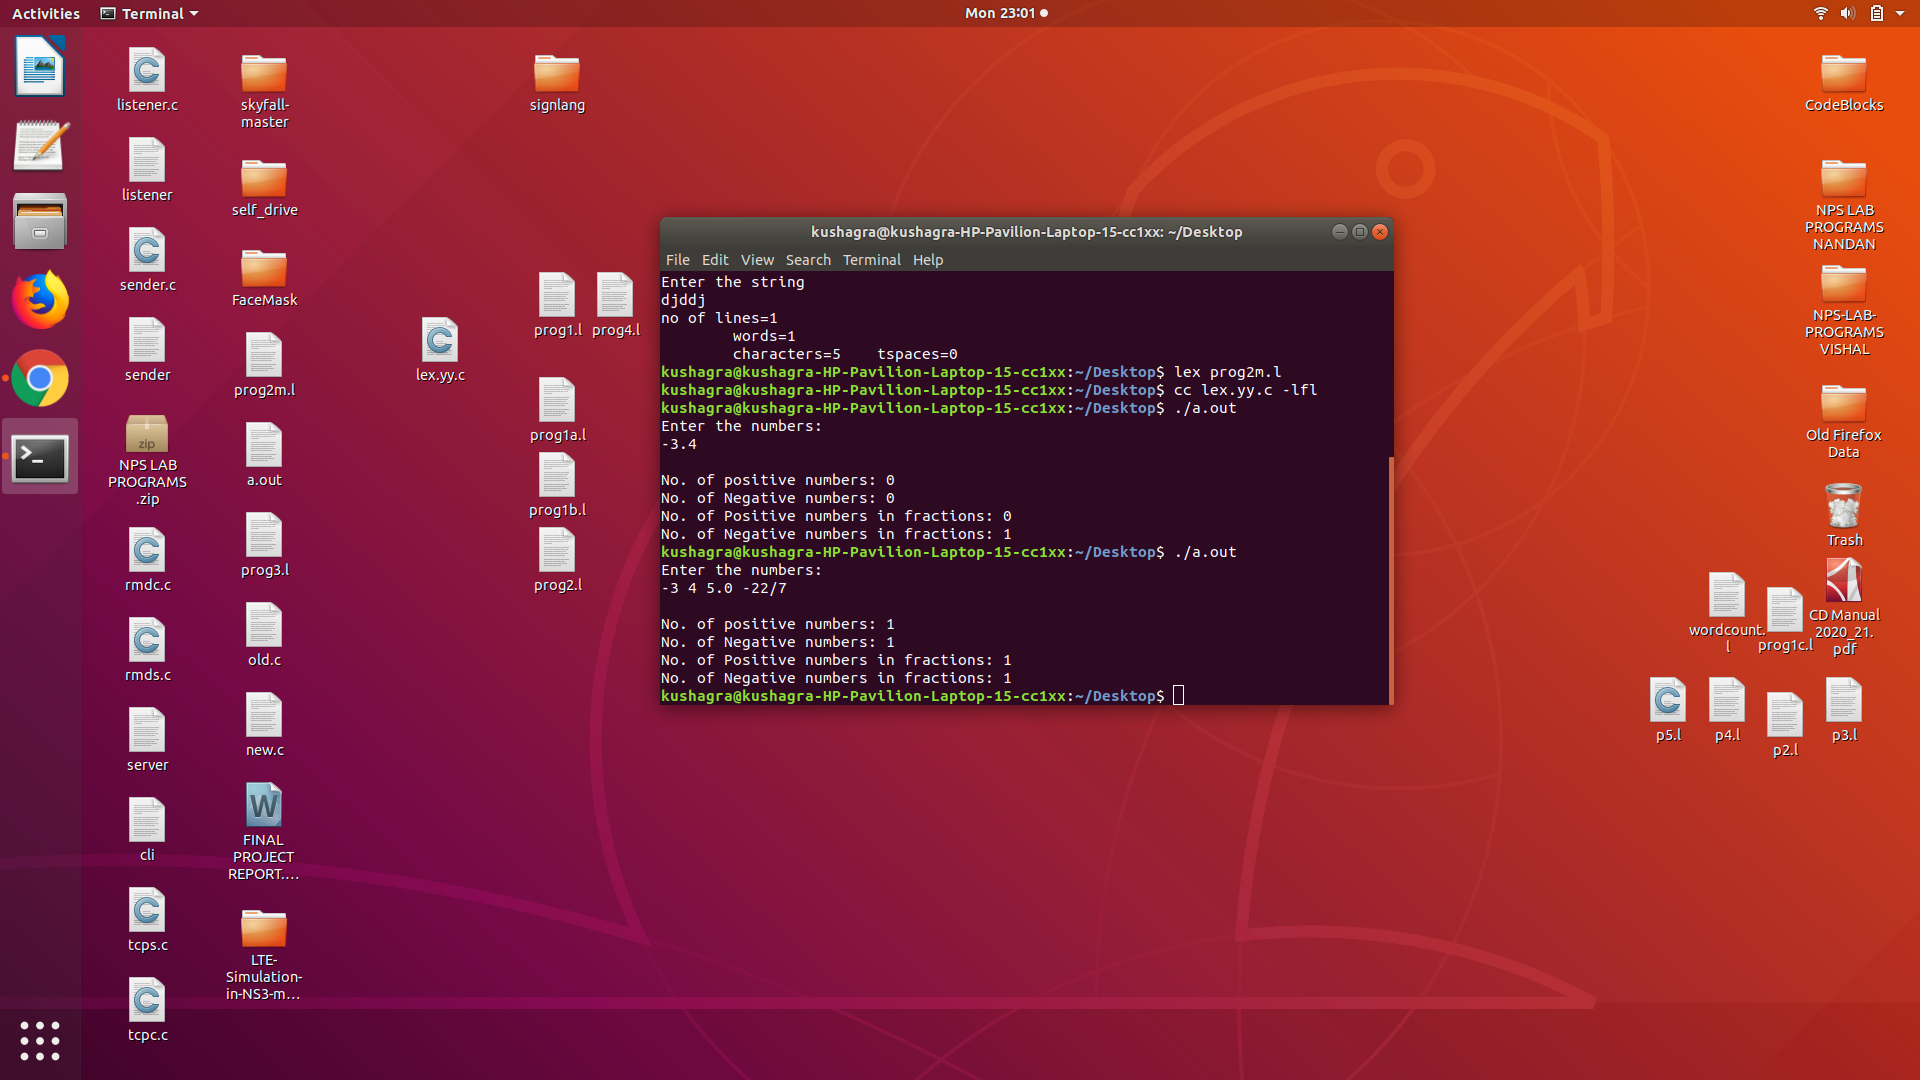 Activities
Terminal
Mon 23:01
listener.c
listener
sender.c
sender
zip
NPS LAB
PROGRAMS
.zip
rmdc.c
rmds.c
server
cli
tcps.c
tcpc.c
skyfall-
master
self_drive
FaceMask
prog2m.l
a.out
prog3.l
old.c
new.c
W
FINAL
PROJECT
REPORT....
LTE-
Simulation-
in-NS3-m...
lex.yy.c
signlang
prog1.l
prog4.l
prog1a.l
prog1b.l
prog2.l
kushagra@kushagra-HP-Pavilion-Laptop-15-cc1xx: ~/Desktop
File Edit View Search Terminal Help
Enter the string
djddj
no of lines=1
words=1
characters=5 tspaces=0
kushagra@kushagra-HP-Pavilion-Laptop-15-cc1xx:~/Desktop$ lex prog2m.l
kushagra@kushagra-HP-Pavilion-Laptop-15-cc1xx:~/Desktop$ cc lex.yy.c -lfl
kushagra@kushagra-HP-Pavilion-Laptop-15-cc1xx:~/Desktop$ ./a.out
Enter the numbers:
-3.4
No. of positive numbers: 0
No. of Negative numbers: 0
No. of Positive numbers in fractions: 0
No. of Negative numbers in fractions: 1
kushagra@kushagra-HP-Pavilion-Laptop-15-cc1xx:~/Desktop$ ./a.out
Enter the numbers:
-3 4 5.0 -22/7
No. of positive numbers: 1
No. of Negative numbers: 1
No. of Positive numbers in fractions: 1
No. of Negative numbers in fractions: 1
kushagra@kushagra-HP-Pavilion-Laptop-15-cc1xx:~/Desktop$
CodeBlocks
NPS LAB
PROGRAMS
NANDAN
NPS-LAB-
PROGRAMS
VISHAL
Old Firefox
Data
Trash
wordcount.
l
prog1c.l
CD Manual
2020_21.
pdf
p5.l
p4.l
p2.l
p3.l